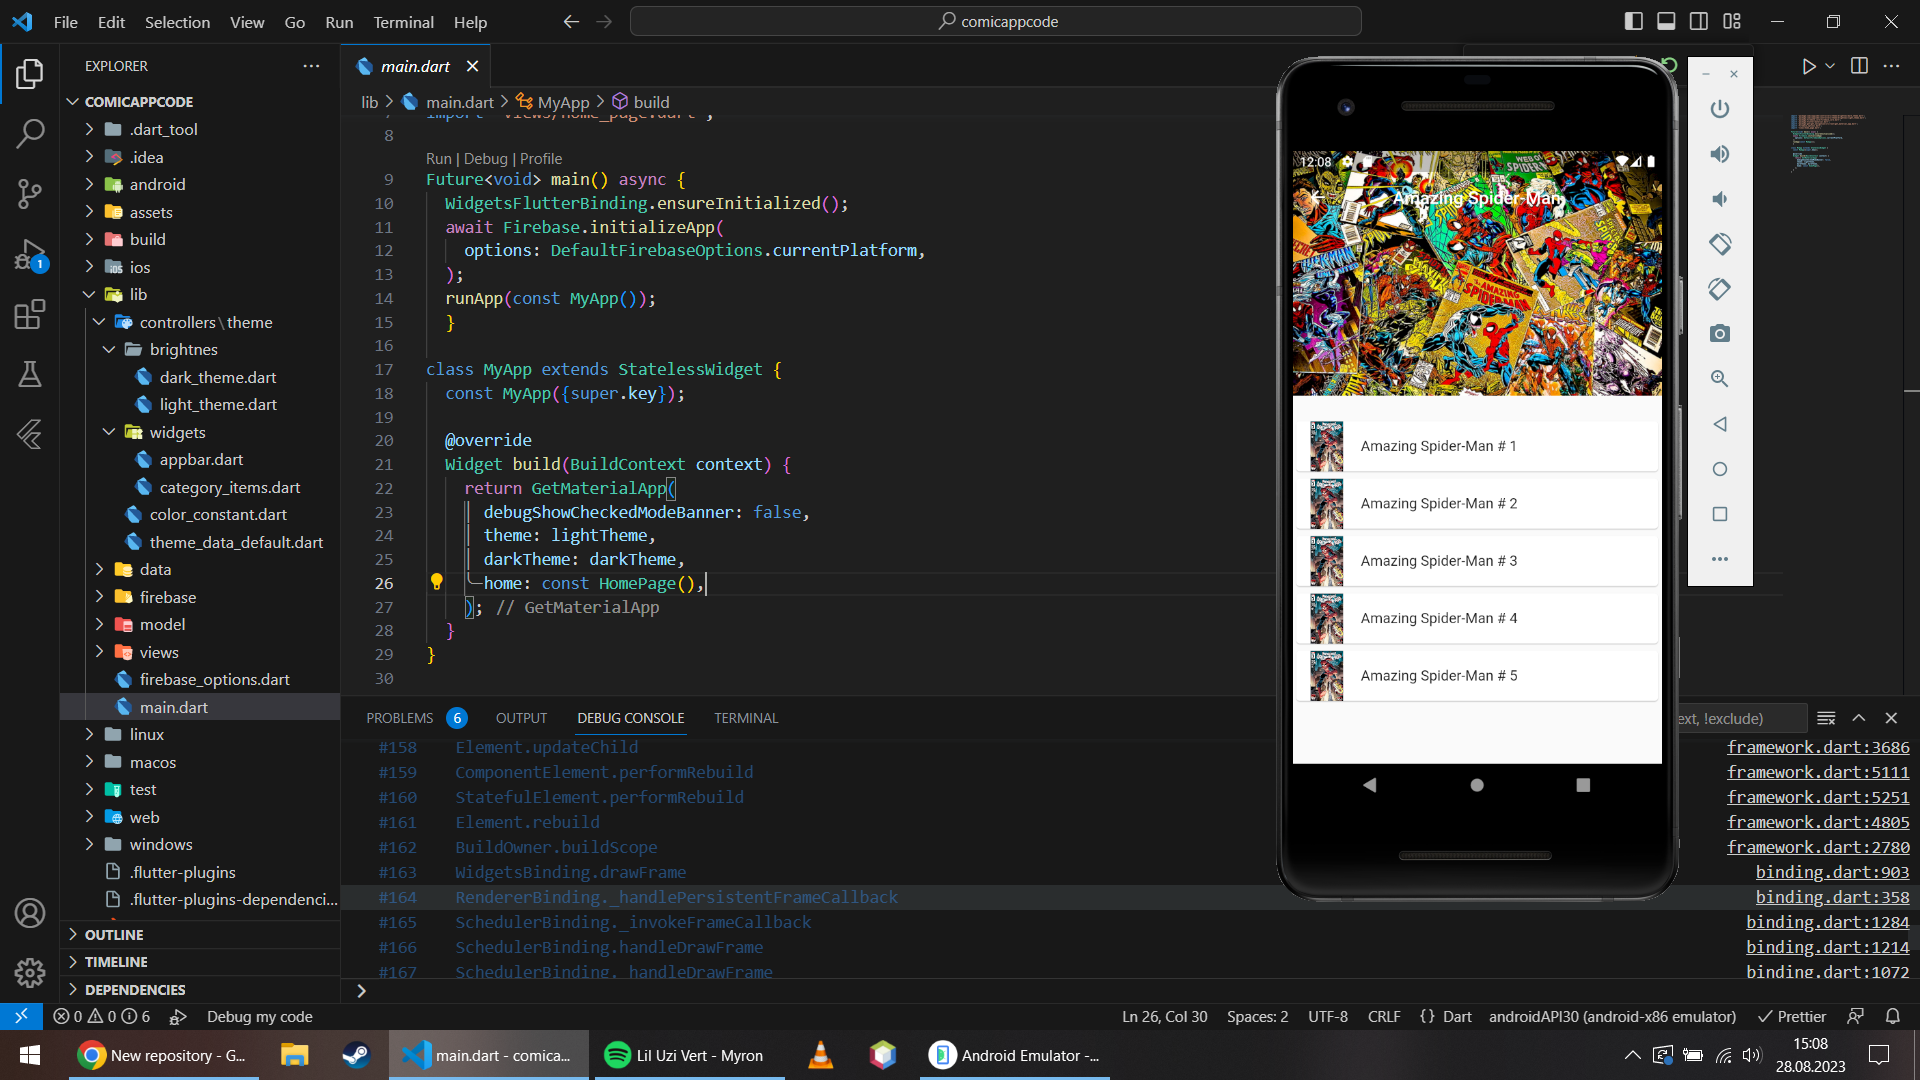 File Edit Selection View Go Run Terminal Help
comicappcode
EXPLORER
COMICAPPCODE
.dart_tool
.idea
android
assets
build
ios
lib
controllers\theme
brightnes
dark_theme.dart
light_theme.dart
widgets
appbar.dart
category_items.dart
color_constant.dart
theme_data_default.dart
data
firebase
model
views
firebase_options.dart
main.dart
linux
macos
test
web
windows
.flutter-plugins
.flutter-plugins-dependenci...
OUTLINE
TIMELINE
DEPENDENCIES
1
main.dart
lib > main.dart > MyApp > build
7 import 'views/home_page.dart';
8
Run | Debug | Profile
9 Future<void> main() async {
10 WidgetsFlutterBinding.ensureInitialized();
11 await Firebase.initializeApp(
12 options: DefaultFirebaseOptions.currentPlatform,
13 );
14 runApp(const MyApp());
15 }
16
17 class MyApp extends StatelessWidget {
18 const MyApp({super.key});
19
20 @override
21 Widget build(BuildContext context) {
22 return GetMaterialApp(
23 debugShowCheckedModeBanner: false,
24 theme: lightTheme,
25 darkTheme: darkTheme,
26 home: const HomePage(),
27 ); // GetMaterialApp
28 }
29 }
30
PROBLEMS 6 OUTPUT DEBUG CONSOLE TERMINAL
ext, !exclude)
#158 Element.updateChild framework.dart:3686
#159 ComponentElement.performRebuild framework.dart:5111
#160 StatefulElement.performRebuild framework.dart:5251
#161 Element.rebuild framework.dart:4805
#162 BuildOwner.buildScope framework.dart:2780
#163 WidgetsBinding.drawFrame binding.dart:903
#164 RendererBinding._handlePersistentFrameCallback binding.dart:358
#165 SchedulerBinding._invokeFrameCallback binding.dart:1284
#166 SchedulerBinding.handleDrawFrame binding.dart:1214
#167 SchedulerBinding._handleDrawFrame binding.dart:1072
12:08
Amazing Spider-Man
Amazing Spider-Man # 1
Amazing Spider-Man # 2
Amazing Spider-Man # 3
Amazing Spider-Man # 4
Amazing Spider-Man # 5
0 0 6 Debug my code
Ln 26, Col 30 Spaces: 2 UTF-8 CRLF {} Dart androidAPI30 (android-x86 emulator) Prettier
New repository - G...
main.dart - comica...
Lil Uzi Vert - Myron
Android Emulator -...
15:08
28.08.2023